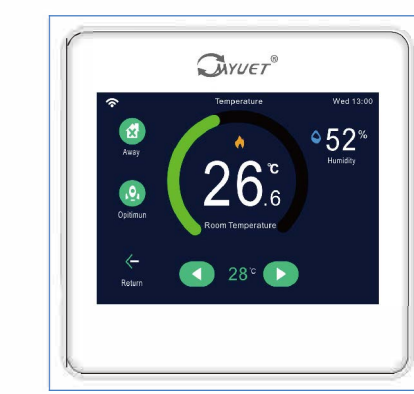 MYUET®
Temperature
Wed 13:00
Away
26.6℃
52%
Humidity
Opitimun
Room Temperature
Return
28℃